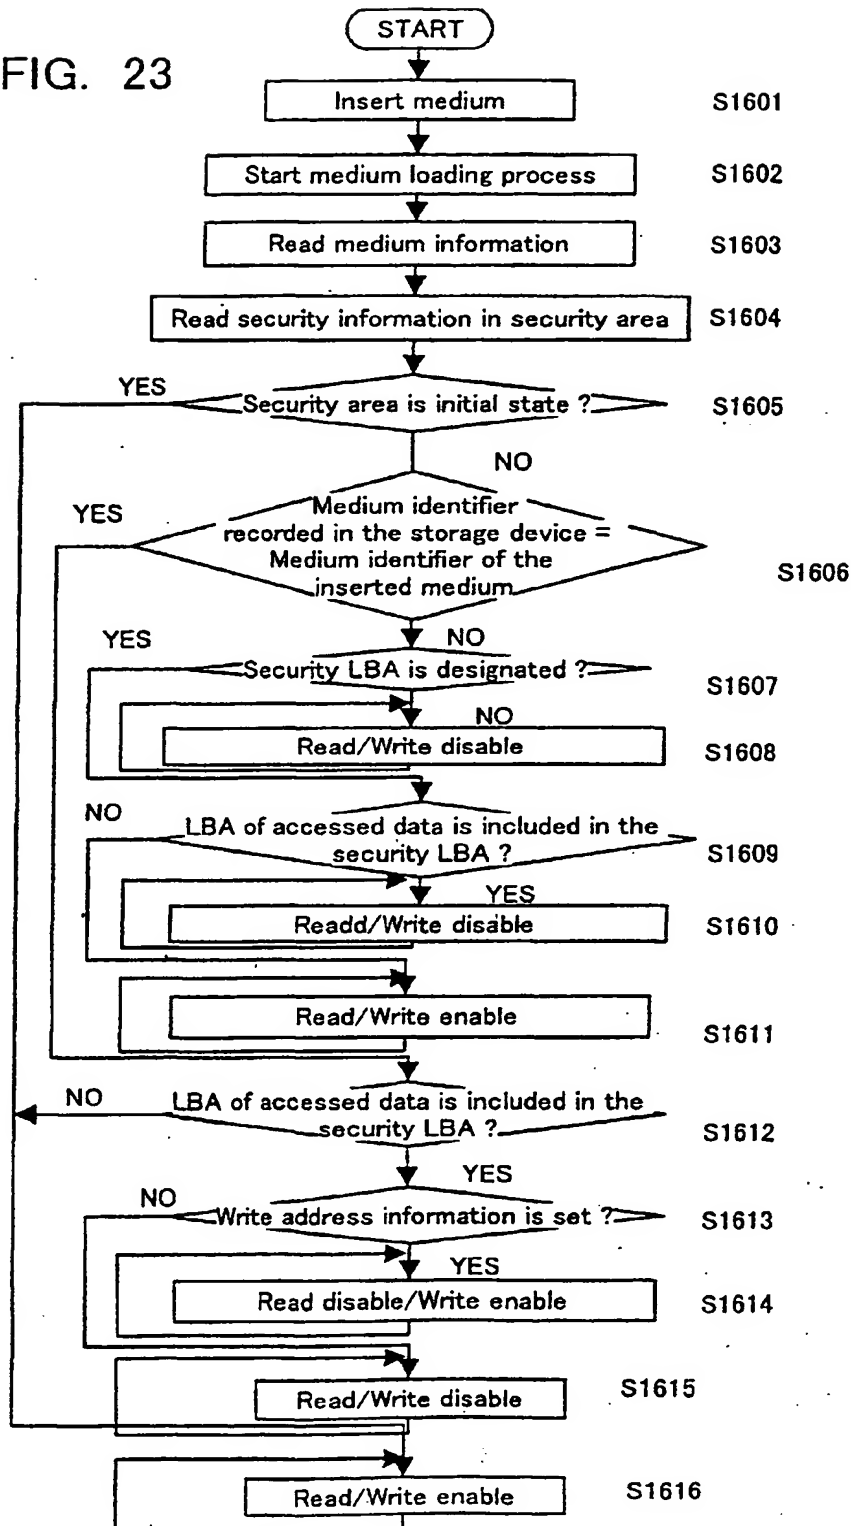 START
FIG. 23
Insert medium
S1601
Start medium loading process
S1602
Read medium information
S1603
Read security information in security area
S1604
YES
Security area is initial state ?
S1605
NO
YES
Medium identifier
recorded in the storage device =
Medium identifier of the
inserted medium
S1606
YES
NO
Security LBA is designated ?
S1607
NO
Read/Write disable
S1608
NO
LBA of accessed data is included in the
security LBA ?
S1609
YES
Readd/Write disable
S1610
Read/Write enable
S1611
NO
LBA of accessed data is included in the
security LBA ?
S1612
YES
NO
Write address information is set ?
S1613
YES
Read disable/Write enable
S1614
Read/Write disable
S1615
Read/Write enable
S1616